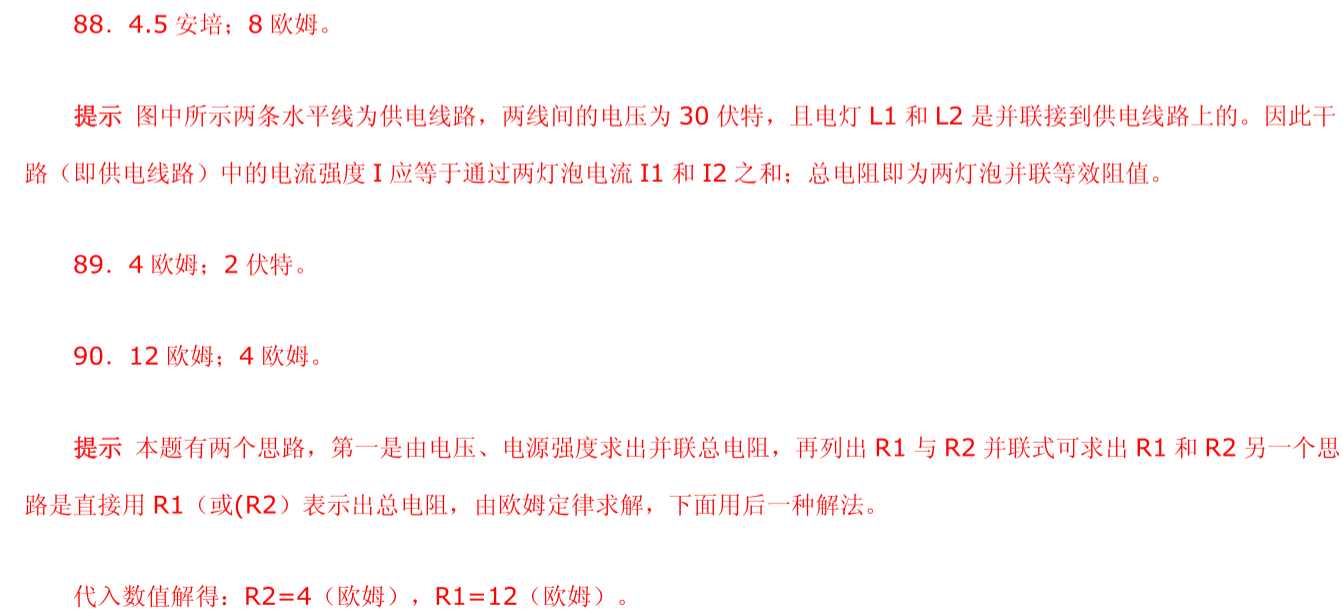 88．4.5 安培；8 欧姆。
提示 图中所示两条水平线为供电线路，两线间的电压为 30 伏特，且电灯 L1 和 L2 是并联接到供电线路上的。因此干
路（即供电线路）中的电流强度 I 应等于通过两灯泡电流 I1 和 I2 之和；总电阻即为两灯泡并联等效阻值。
89．4 欧姆；2 伏特。
90．12 欧姆；4 欧姆。
提示 本题有两个思路，第一是由电压、电源强度求出并联总电阻，再列出 R1 与 R2 并联式可求出 R1 和 R2 另一个思
路是直接用 R1（或(R2）表示出总电阻，由欧姆定律求解，下面用后一种解法。
代入数值解得：R2=4（欧姆），R1=12（欧姆）。